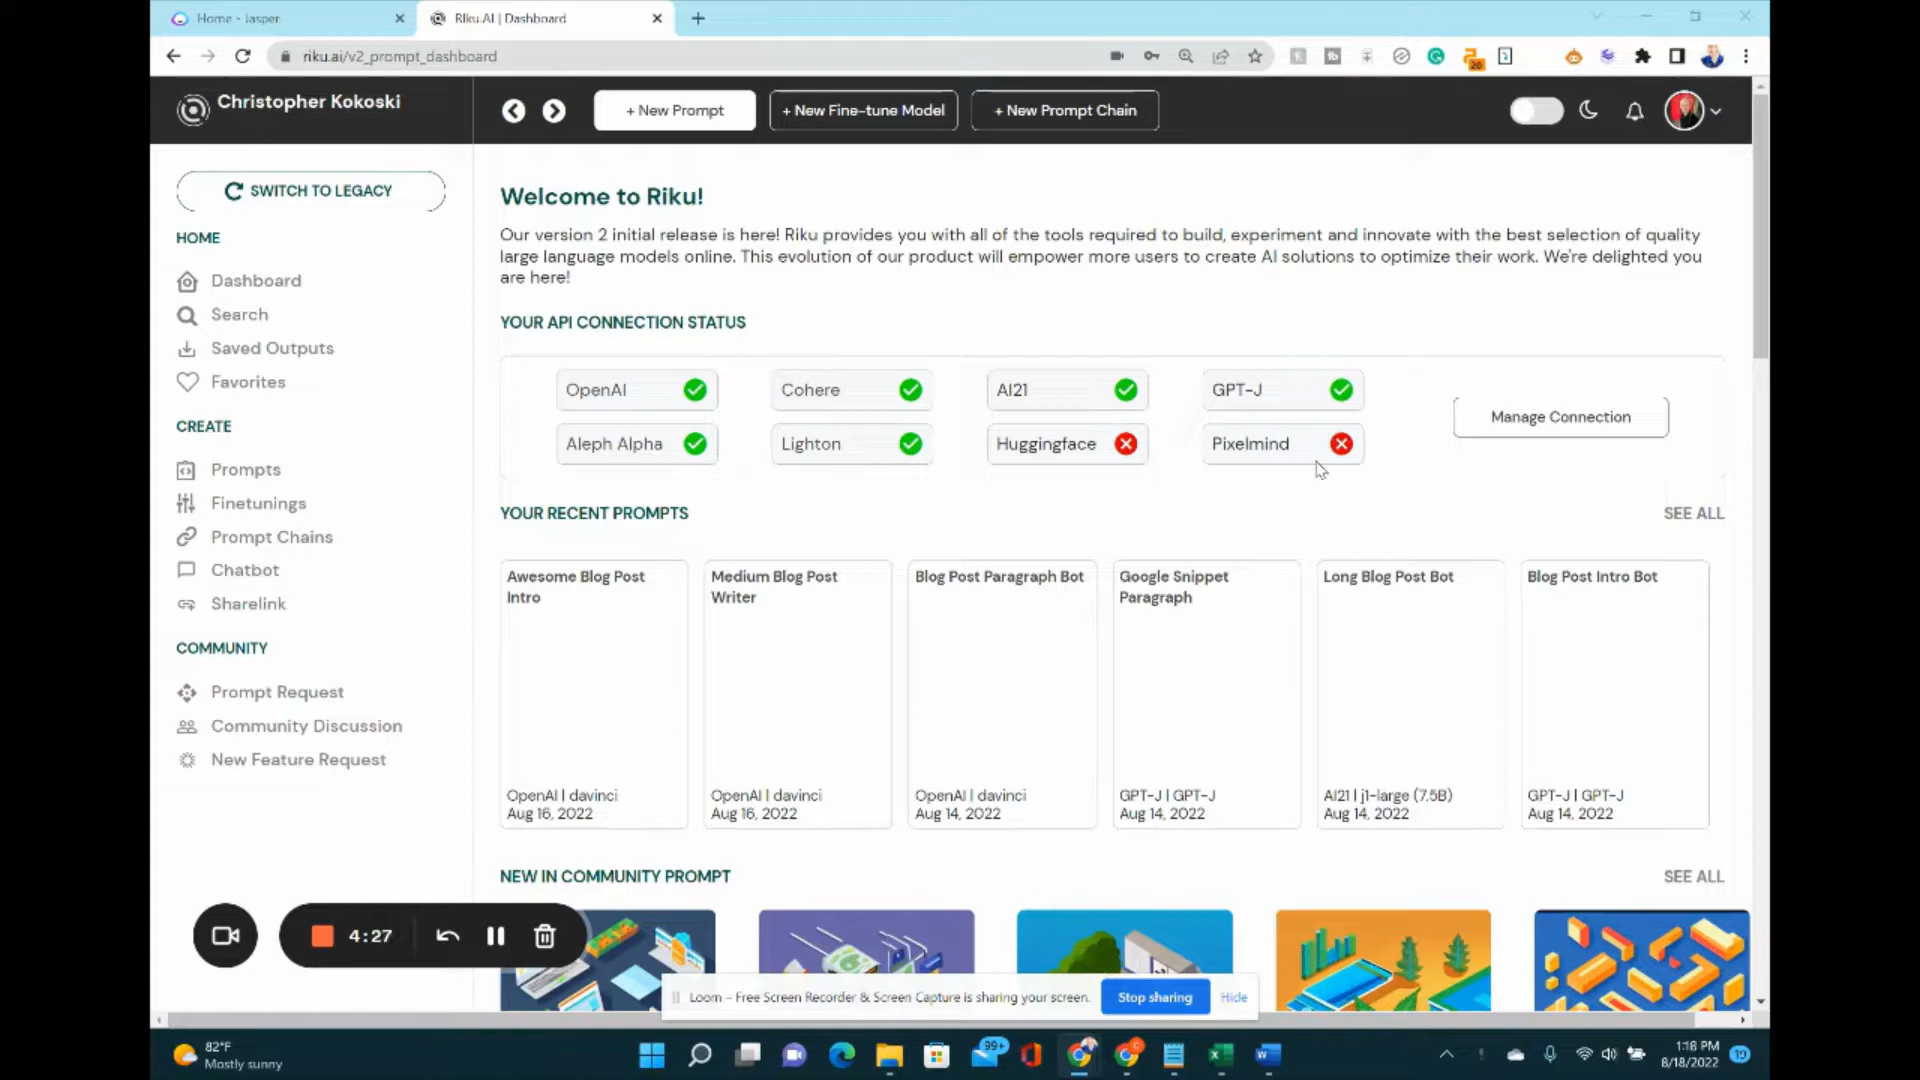 Home - Jasper
Riku.AI | Dashboard
riku.ai/v2_prompt_dashboard
26
Christopher Kokoski
+ New Prompt
+ New Fine-tune Model
+ New Prompt Chain
SWITCH TO LEGACY
HOME
Dashboard
Search
Saved Outputs
Favorites
CREATE
Prompts
Finetunings
Prompt Chains
Chatbot
Sharelink
COMMUNITY
Prompt Request
Community Discussion
New Feature Request
Welcome to Riku!
Our version 2 initial release is here! Riku provides you with all of the tools required to build, experiment and innovate with the best selection of quality
large language models online. This evolution of our product will empower more users to create AI solutions to optimize their work. We're delighted you
are here!
YOUR API CONNECTION STATUS
OpenAI
Cohere
AI21
GPT-J
Aleph Alpha
Lighton
Huggingface
Pixelmind
Manage Connection
YOUR RECENT PROMPTS
SEE ALL
Awesome Blog Post
Intro
OpenAI | davinci
Aug 16, 2022
Medium Blog Post
Writer
OpenAI | davinci
Aug 16, 2022
Blog Post Paragraph Bot
OpenAI | davinci
Aug 14, 2022
Google Snippet
Paragraph
GPT-J | GPT-J
Aug 14, 2022
Long Blog Post Bot
AI21 | j1-large (7.5B)
Aug 14, 2022
Blog Post Intro Bot
GPT-J | GPT-J
Aug 14, 2022
NEW IN COMMUNITY PROMPT
SEE ALL
4:27
Loom – Free Screen Recorder & Screen Capture is sharing your screen.
Stop sharing
Hide
82°F
Mostly sunny
99+
1:18 PM
8/18/2022
19